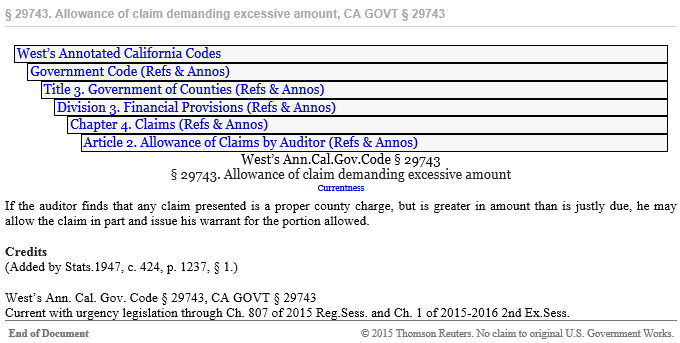 § 29743. Allowance of claim demanding excessive amount, CA GOVT § 29743
West's Annotated California Codes
Government Code (Refs & Annos)
Title 3. Government of Counties (Refs & Annos)
Division 3. Financial Provisions (Refs & Annos)
Chapter 4. Claims (Refs & Annos)
Article 2. Allowance of Claims by Auditor (Refs & Annos)
West's Ann.Cal.Gov.Code § 29743
§ 29743. Allowance of claim demanding excessive amount
Currentness
If the auditor finds that any claim presented is a proper county charge, but is greater in amount than is justly due, he may
allow the claim in part and issue his warrant for the portion allowed.
Credits
(Added by Stats.1947, c. 424, p. 1237, § 1.)
West's Ann. Cal. Gov. Code § 29743, CA GOVT § 29743
Current with urgency legislation through Ch. 807 of 2015 Reg.Sess. and Ch. 1 of 2015-2016 2nd Ex.Sess.
End of Document © 2015 Thomson Reuters. No claim to original U.S. Government Works.